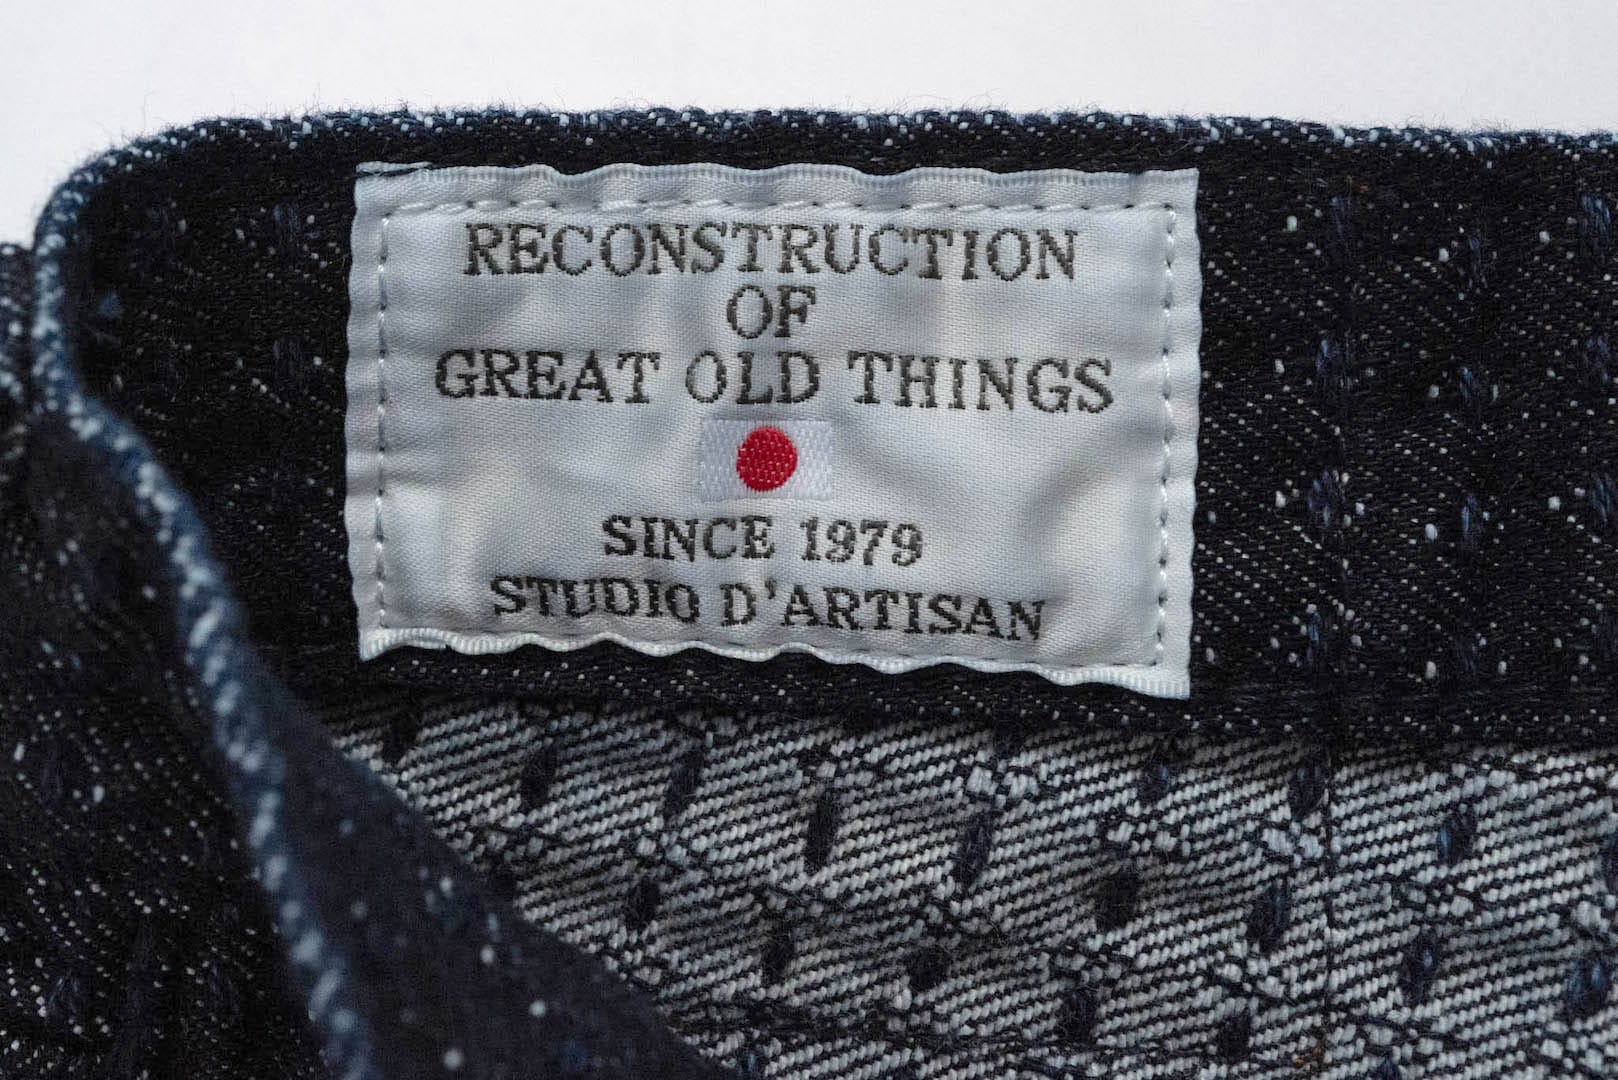 RECONSTRUCTION
OF
GREAT OLD THINGS
SINCE 1979
STUDIO D'ARTISAN